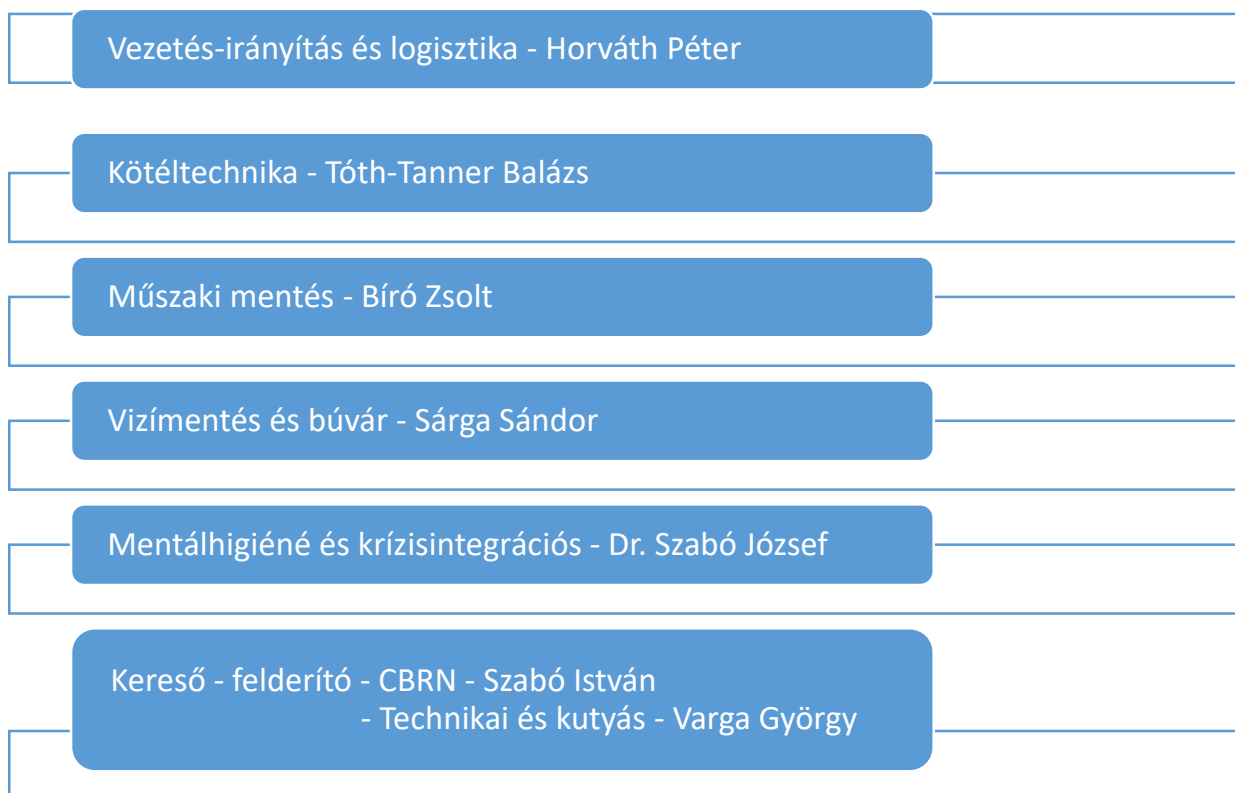 Vezetés-irányítás és logisztika - Horváth Péter
Kötéltechnika - Tóth-Tanner Balázs
Műszaki mentés - Bíró Zsolt
Vizímentés és búvár - Sárga Sándor
Mentálhigiéné és krízisintegrációs - Dr. Szabó József
Kereső - felderító - CBRN - Szabó István
- Technikai és kutyás - Varga György